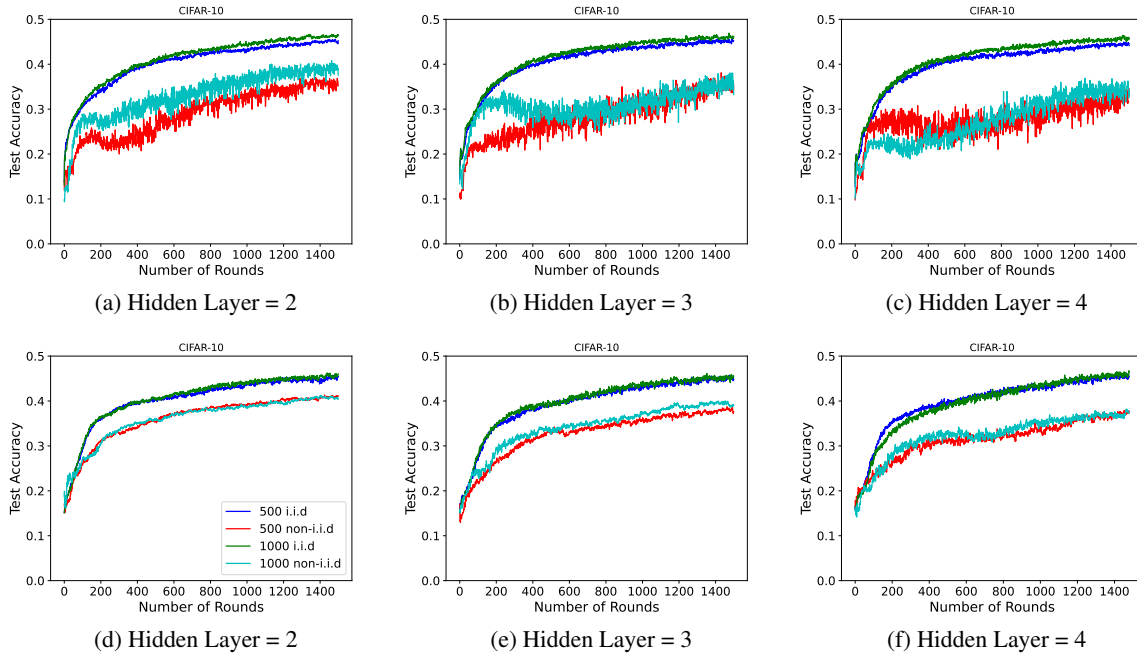 CIFAR-10
0.5
0.4
0.3
0.2
0.1
0.0
Test Accuracy
0 200 400 600 800 1000 1200 1400
Number of Rounds
(a) Hidden Layer = 2
CIFAR-10
0.5
0.4
0.3
0.2
0.1
0.0
Test Accuracy
0 200 400 600 800 1000 1200 1400
Number of Rounds
(b) Hidden Layer = 3
CIFAR-10
0.5
0.4
0.3
0.2
0.1
0.0
Test Accuracy
0 200 400 600 800 1000 1200 1400
Number of Rounds
(c) Hidden Layer = 4
CIFAR-10
0.5
0.4
0.3
0.2
0.1
0.0
Test Accuracy
500 i.i.d
500 non-i.i.d
1000 i.i.d
1000 non-i.i.d
0 200 400 600 800 1000 1200 1400
Number of Rounds
(d) Hidden Layer = 2
CIFAR-10
0.5
0.4
0.3
0.2
0.1
0.0
Test Accuracy
0 200 400 600 800 1000 1200 1400
Number of Rounds
(e) Hidden Layer = 3
CIFAR-10
0.5
0.4
0.3
0.2
0.1
0.0
Test Accuracy
0 200 400 600 800 1000 1200 1400
Number of Rounds
(f) Hidden Layer = 4